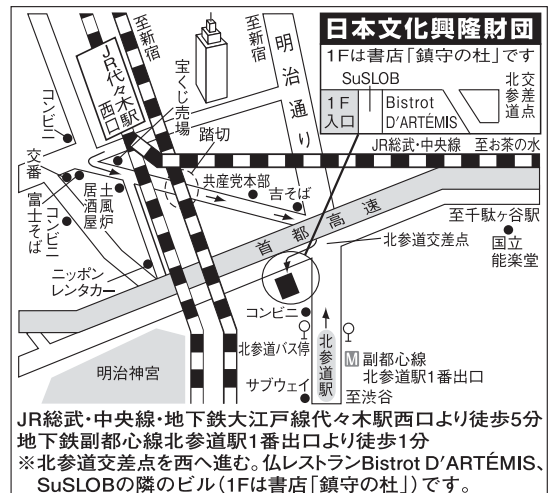 日本文化興隆財団
1Fは書店「鎮守の杜」です
SuSLOB
1F
入口
Bistrot
D'ARTÉMIS
北参道
交差点
JR総武・中央線
至お茶の水
至新宿
至新宿
JR代々木駅
西口
宝くじ売場
明治通り
踏切
コンビニ
交番
富士そば
コンビニ
居酒屋
土風炉
共産党本部
吉そば
首都高速
至千駄ヶ谷駅
国立
能楽堂
北参道交差点
ニッポン
レンタカー
コンビニ
北参道バス停
北参道駅
M 副都心線
北参道駅1番出口
明治神宮
サブウェイ
至渋谷
JR総武・中央線・地下鉄大江戸線代々木駅西口より徒歩5分
地下鉄副都心線北参道駅1番出口より徒歩1分
※北参道交差点を西へ進む。仏レストランBistrot D'ARTÉMIS、
SuSLOBの隣のビル(1Fは書店「鎮守の杜」)です。